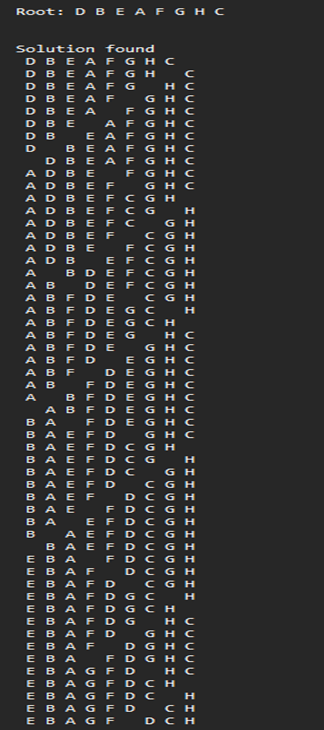 Root: D B E A F G H C
Solution found
D B E A F G H C
D B E A F G H   C
D B E A F G   H C
D B E A F   G H C
D B E A   F G H C
D B E   A F G H C
D B   E A F G H C
D   B E A F G H C
  D B E A F G H C
A D B E   F G H C
A D B E F   G H C
A D B E F C G H
A D B E F C G   H
A D B E F C   G H
A D B E F   C G H
A D B E   F C G H
A D B   E F C G H
A   B D E F C G H
A B   D E F C G H
A B F D E   C G H
A B F D E G C   H
A B F D E G C H
A B F D E G   H C
A B F D E   G H C
A B F D   E G H C
A B F   D E G H C
A B   F D E G H C
A   B F D E G H C
  A B F D E G H C
B A   F D E G H C
B A E F D   G H C
B A E F D C G H
B A E F D C G   H
B A E F D C   G H
B A E F D   C G H
B A E F   D C G H
B A E   F D C G H
B A   E F D C G H
B   A E F D C G H
  B A E F D C G H
E B A   F D C G H
E B A F   D C G H
E B A F D   C G H
E B A F D G C   H
E B A F D G C H
E B A F D G   H C
E B A F D   G H C
E B A F   D G H C
E B A   F D G H C
E B A G F D   H C
E B A G F D C H
E B A G F D C   H
E B A G F D   C H
E B A G F   D C H